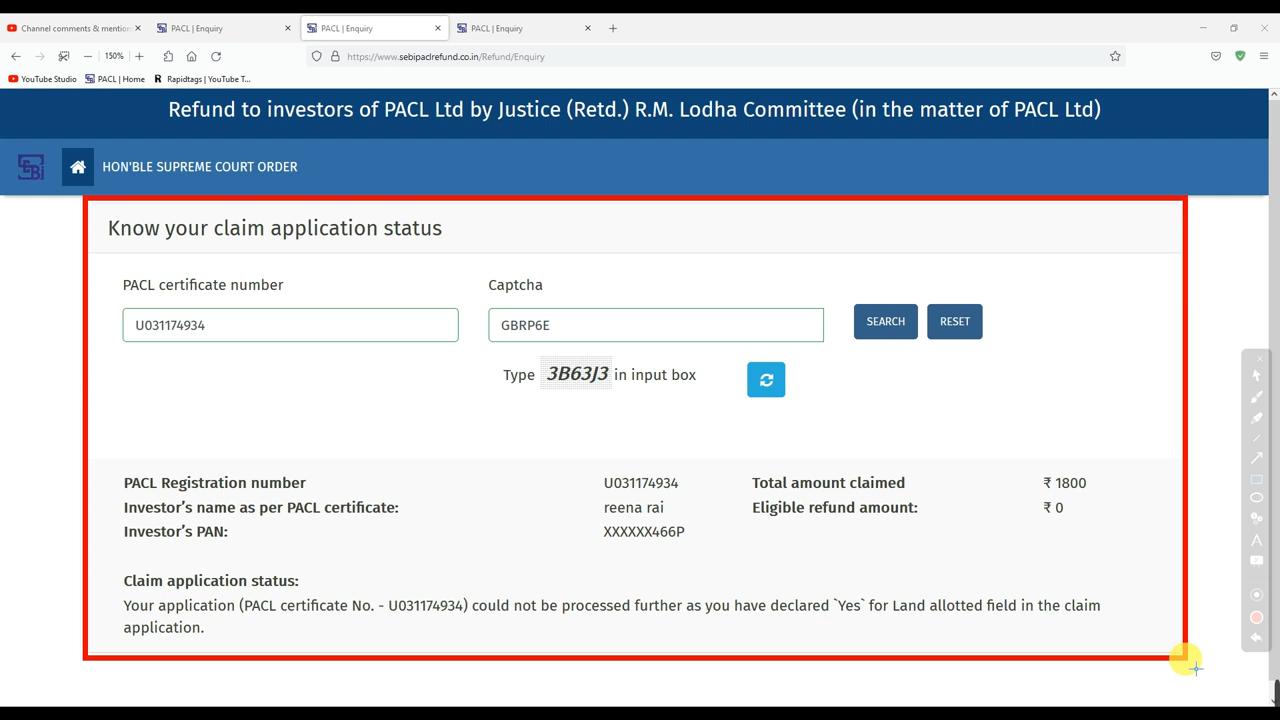 Channel comments & mention
PACL | Enquiry
PACL | Enquiry
PACL | Enquiry
150%
https://www.sebipaclrefund.co.in/Refund/Enquiry
YouTube Studio
PACL | Home
Rapidtags | YouTube T...
Refund to investors of PACL Ltd by Justice (Retd.) R.M. Lodha Committee (in the matter of PACL Ltd)
SEBI
HON'BLE SUPREME COURT ORDER
Know your claim application status
PACL certificate number
Captcha
U031174934
GBRP6E
SEARCH
RESET
Type 3B63J3 in input box
PACL Registration number U031174934 Total amount claimed ₹ 1800
Investor’s name as per PACL certificate: reena rai Eligible refund amount: ₹ 0
Investor’s PAN: XXXXXX466P
Claim application status:
Your application (PACL certificate No. - U031174934) could not be processed further as you have declared `Yes` for Land allotted field in the claim
application.